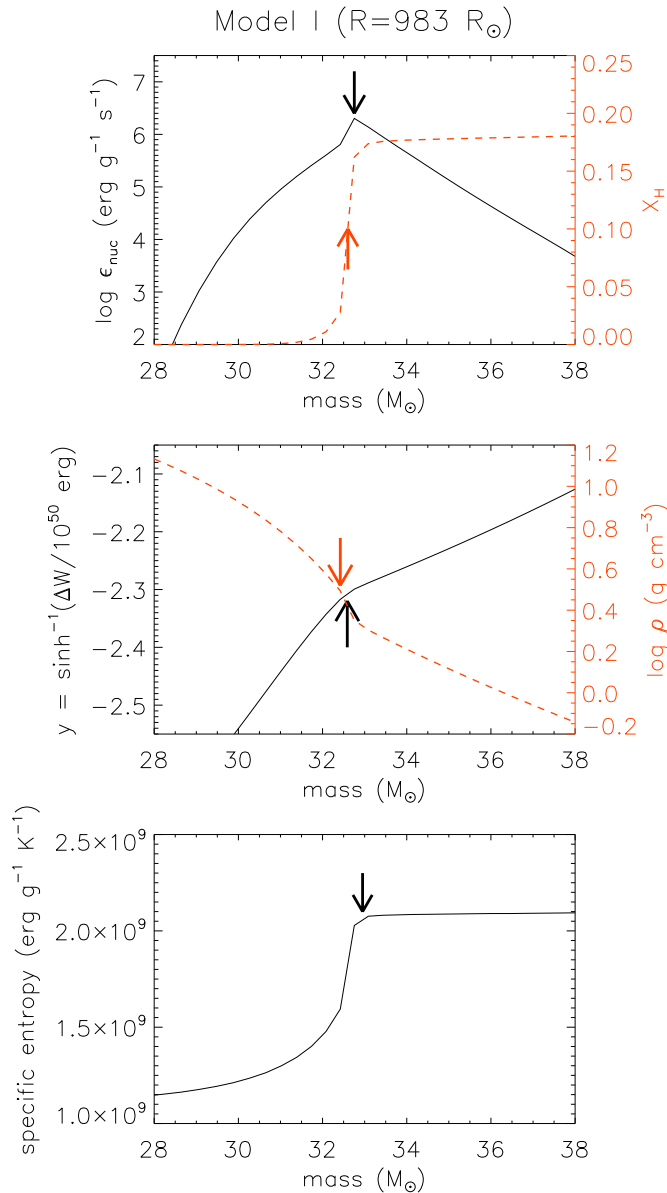 Model I (R=983 R☉)
log ϵnuc (erg g⁻¹ s⁻¹)
7
6
5
4
3
2
0.25
0.20
0.15
0.10
0.05
0.00
X_H
28 30 32 34 36 38
mass (M☉)
y = sinh⁻¹(ΔW/10⁵⁰ erg)
−2.1
−2.2
−2.3
−2.4
−2.5
1.2
1.0
0.8
0.6
0.4
0.2
0.0
−0.2
log ρ (g cm⁻³)
28 30 32 34 36 38
mass (M☉)
specific entropy (erg g⁻¹ K⁻¹)
2.5×10⁹
2.0×10⁹
1.5×10⁹
1.0×10⁹
28 30 32 34 36 38
mass (M☉)